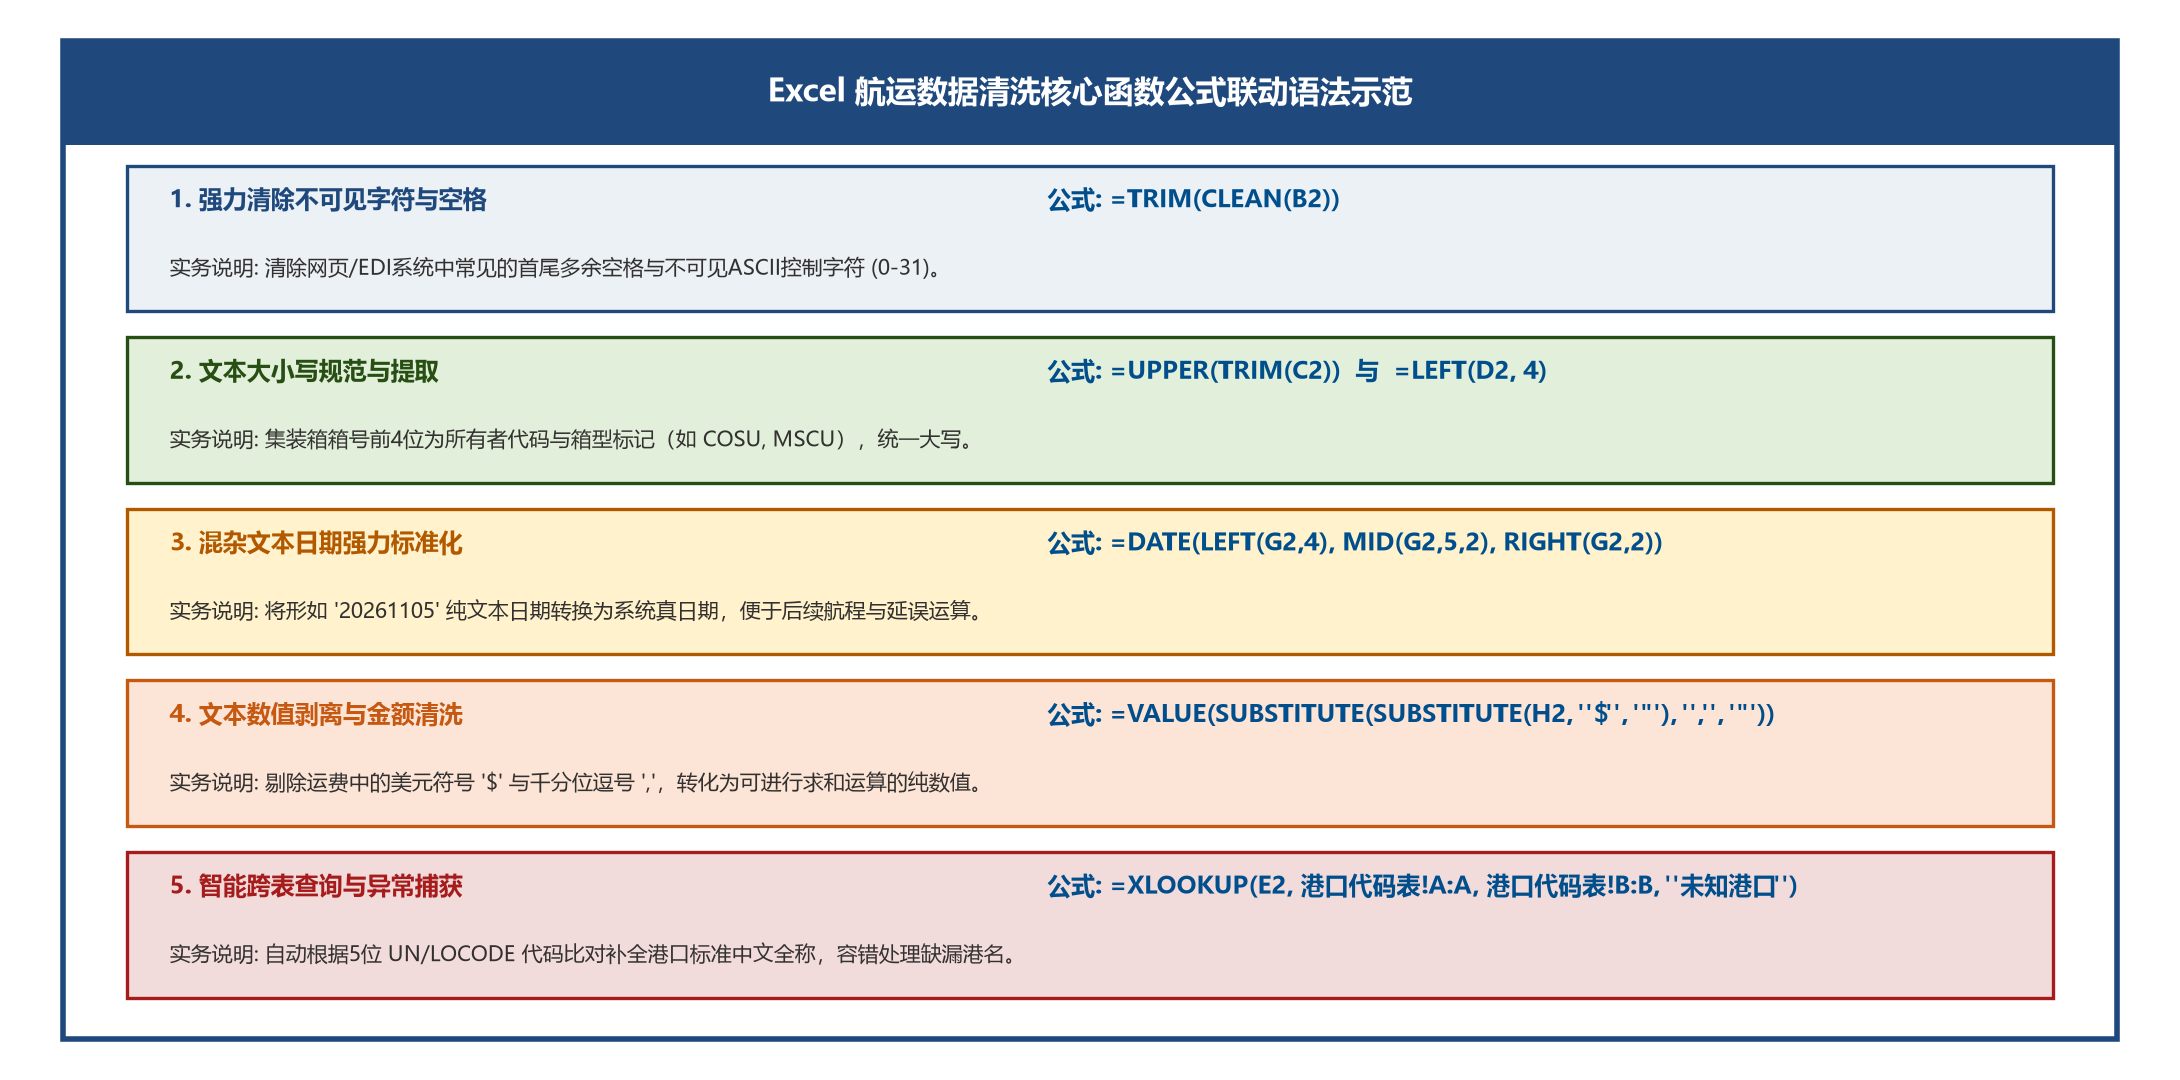 Excel 航运数据清洗核心函数公式联动语法示范
1. 强力清除不可见字符与空格
公式: =TRIM(CLEAN(B2))
实务说明: 清除网页/EDI系统中常见的首尾多余空格与不可见ASCII控制字符 (0-31)。
2. 文本大小写规范与提取
公式: =UPPER(TRIM(C2)) 与 =LEFT(D2, 4)
实务说明: 集装箱箱号前4位为所有者代码与箱型标记（如 COSU, MSCU），统一大写。
3. 混杂文本日期强力标准化
公式: =DATE(LEFT(G2,4), MID(G2,5,2), RIGHT(G2,2))
实务说明: 将形如 '20261105' 纯文本日期转换为系统真日期，便于后续航程与延误运算。
4. 文本数值剥离与金额清洗
公式: =VALUE(SUBSTITUTE(SUBSTITUTE(H2, ''$'', ''''), '','', ''''))
实务说明: 剔除运费中的美元符号 '$' 与千分位逗号 ','，转化为可进行求和运算的纯数值。
5. 智能跨表查询与异常捕获
公式: =XLOOKUP(E2, 港口代码表!A:A, 港口代码表!B:B, ''未知港口'')
实务说明: 自动根据5位 UN/LOCODE 代码比对补全港口标准中文全称，容错处理缺漏港名。